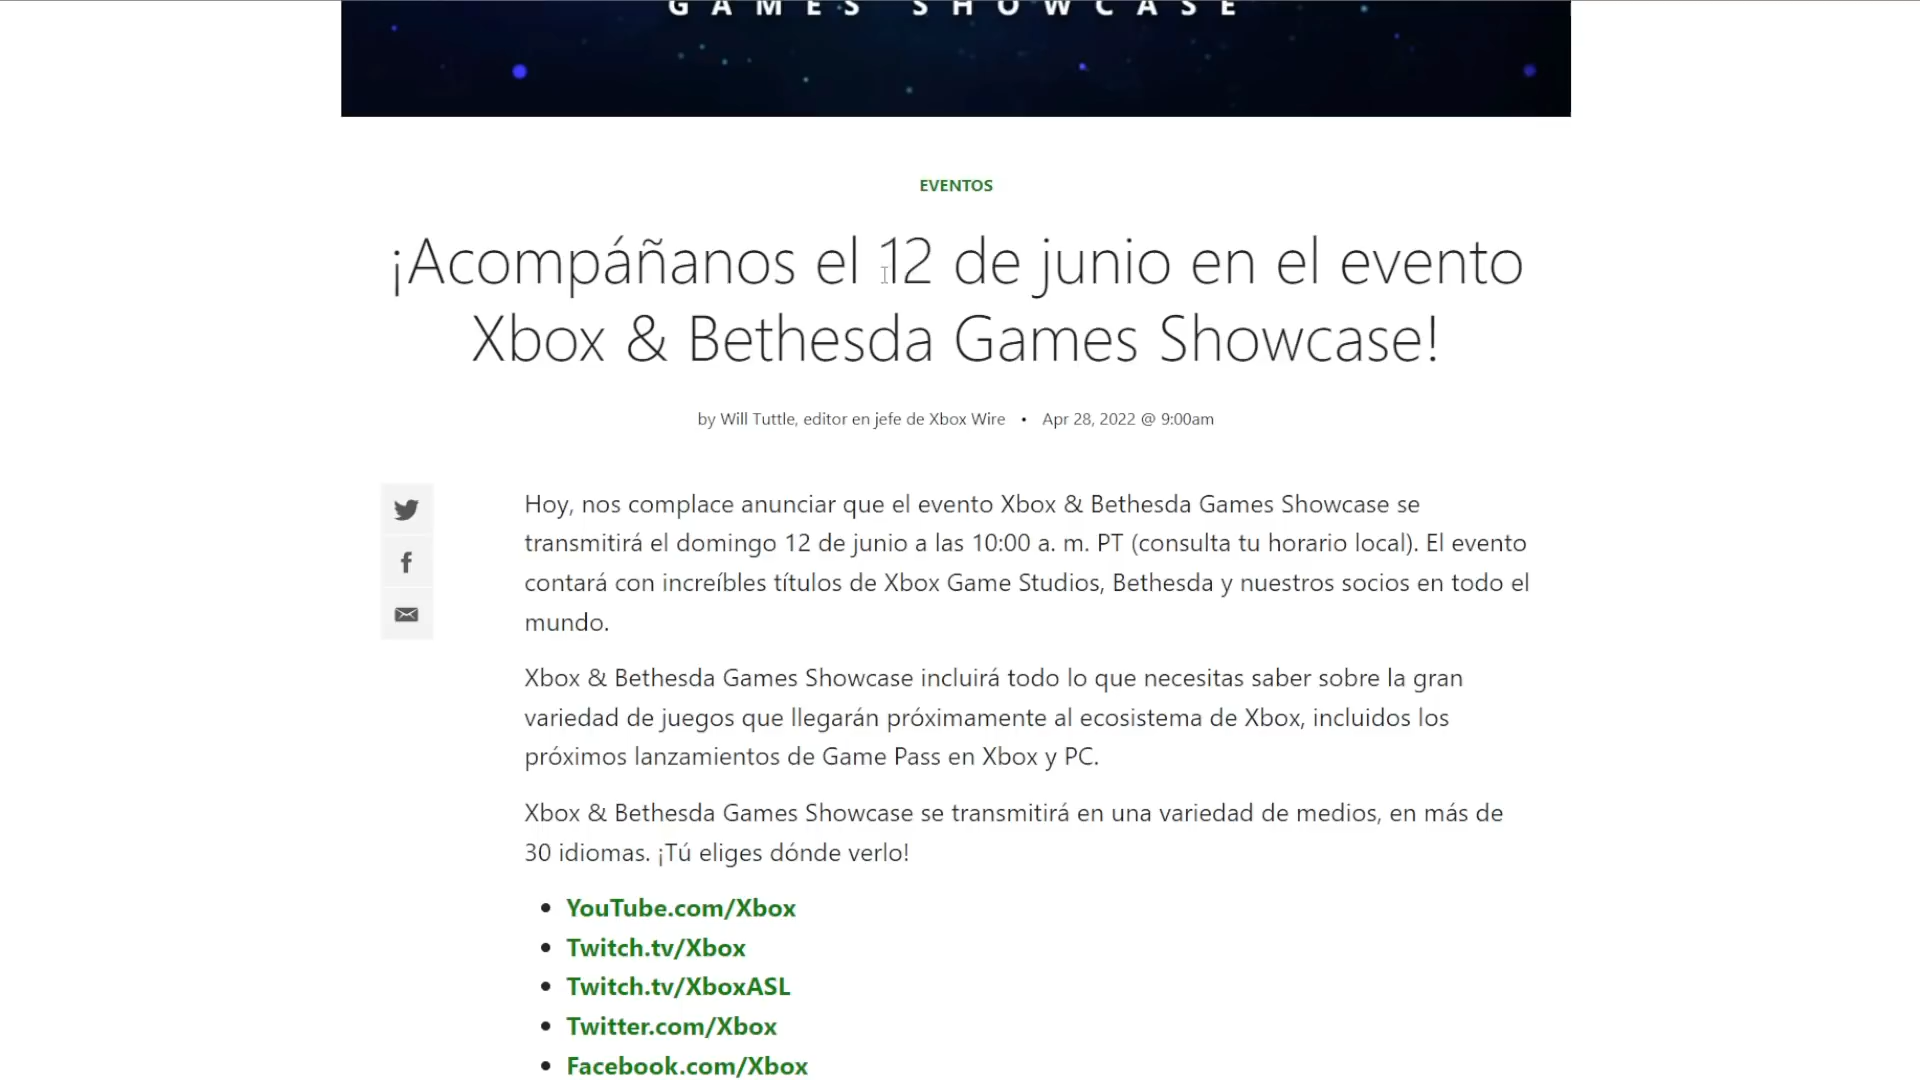 GAMES SHOWCASE
EVENTOS
¡Acompáñanos el 12 de junio en el evento
Xbox & Bethesda Games Showcase!
by Will Tuttle, editor en jefe de Xbox Wire • Apr 28, 2022 @ 9:00am
Hoy, nos complace anunciar que el evento Xbox & Bethesda Games Showcase se
transmitirá el domingo 12 de junio a las 10:00 a. m. PT (consulta tu horario local). El evento
contará con increíbles títulos de Xbox Game Studios, Bethesda y nuestros socios en todo el
mundo.
Xbox & Bethesda Games Showcase incluirá todo lo que necesitas saber sobre la gran
variedad de juegos que llegarán próximamente al ecosistema de Xbox, incluidos los
próximos lanzamientos de Game Pass en Xbox y PC.
Xbox & Bethesda Games Showcase se transmitirá en una variedad de medios, en más de
30 idiomas. ¡Tú eliges dónde verlo!
• YouTube.com/Xbox
• Twitch.tv/Xbox
• Twitch.tv/XboxASL
• Twitter.com/Xbox
• Facebook.com/Xbox